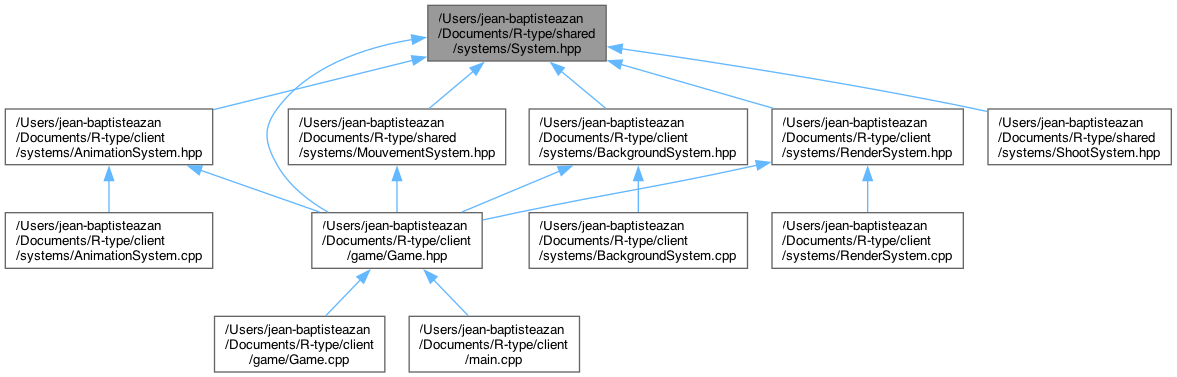 /Users/jean-baptisteazan
/Documents/R-type/shared
/systems/System.hpp
/Users/jean-baptisteazan
/Documents/R-type/client
/systems/AnimationSystem.hpp
/Users/jean-baptisteazan
/Documents/R-type/shared
/systems/MouvementSystem.hpp
/Users/jean-baptisteazan
/Documents/R-type/client
/systems/BackgroundSystem.hpp
/Users/jean-baptisteazan
/Documents/R-type/client
/systems/RenderSystem.hpp
/Users/jean-baptisteazan
/Documents/R-type/shared
/systems/ShootSystem.hpp
/Users/jean-baptisteazan
/Documents/R-type/client
/systems/AnimationSystem.cpp
/Users/jean-baptisteazan
/Documents/R-type/client
/game/Game.hpp
/Users/jean-baptisteazan
/Documents/R-type/client
/systems/BackgroundSystem.cpp
/Users/jean-baptisteazan
/Documents/R-type/client
/systems/RenderSystem.cpp
/Users/jean-baptisteazan
/Documents/R-type/client
/game/Game.cpp
/Users/jean-baptisteazan
/Documents/R-type/client
/main.cpp